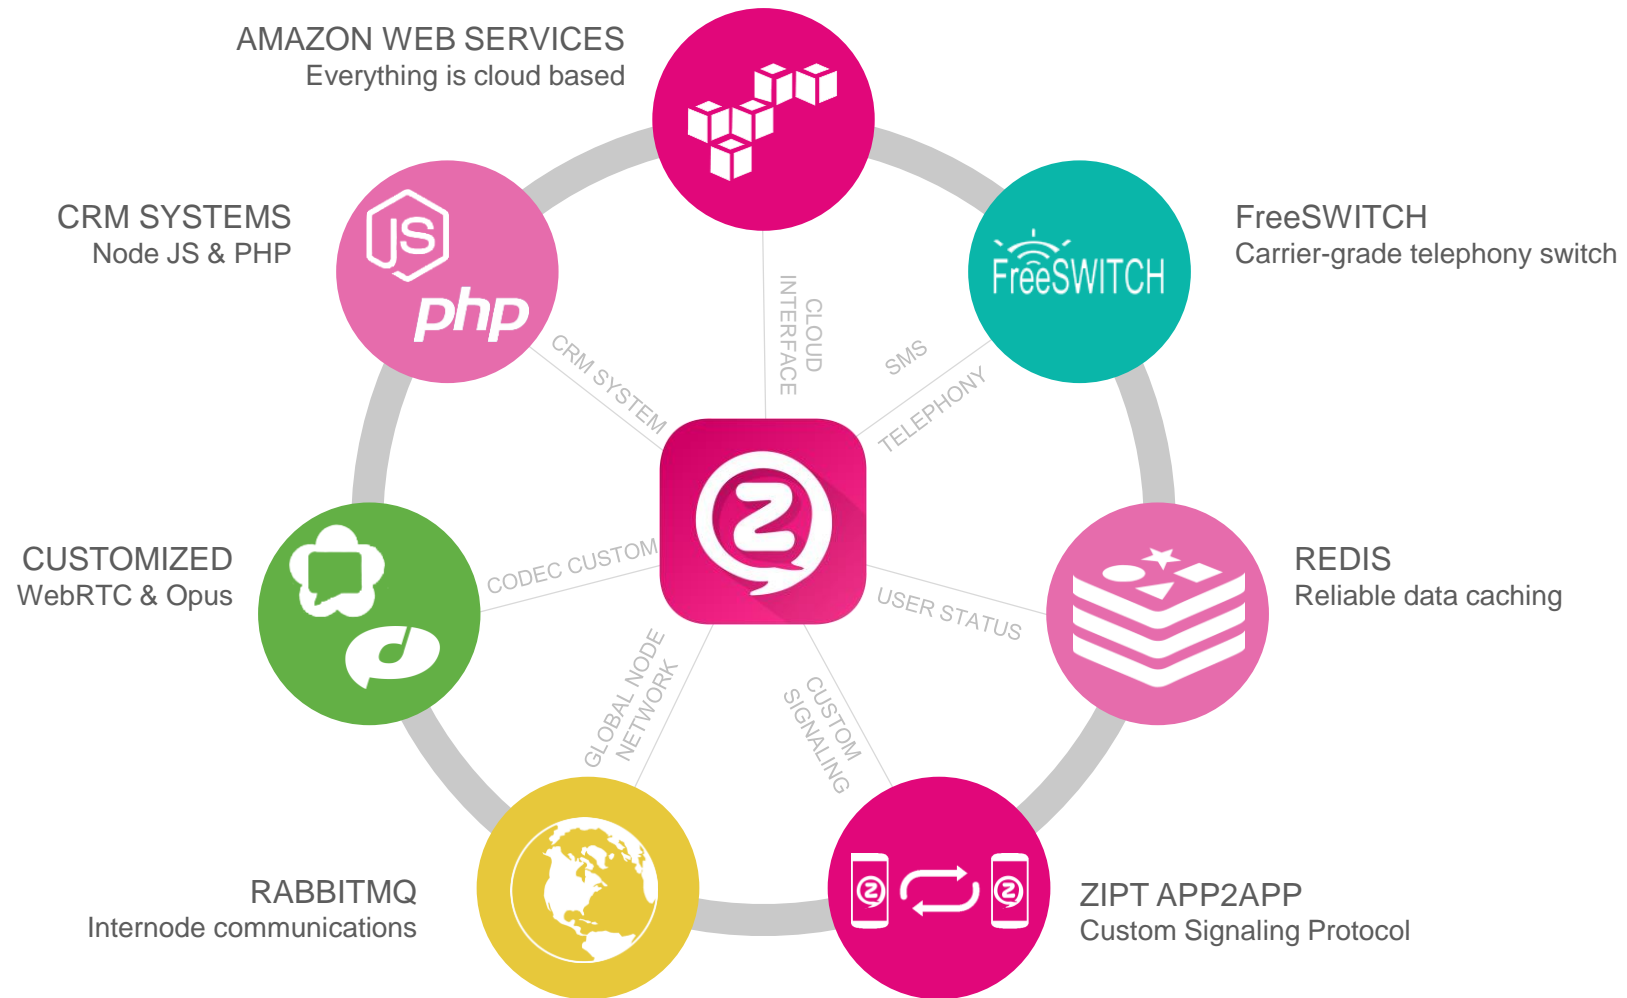 AMAZON WEB SERVICES
Everything is cloud based
CRM SYSTEMS
Node JS & PHP
JS
php
FreeSWITCH
FreeSWITCH
Carrier-grade telephony switch
CLOUD
INTERFACE
SMS
TELEPHONY
CRM SYSTEM
Z
CUSTOMIZED
WebRTC & Opus
CODEC CUSTOM
USER STATUS
REDIS
Reliable data caching
GLOBAL NODE
NETWORK
CUSTOM
SIGNALING
RABBITMQ
Internode communications
Z
Z
ZIPT APP2APP
Custom Signaling Protocol